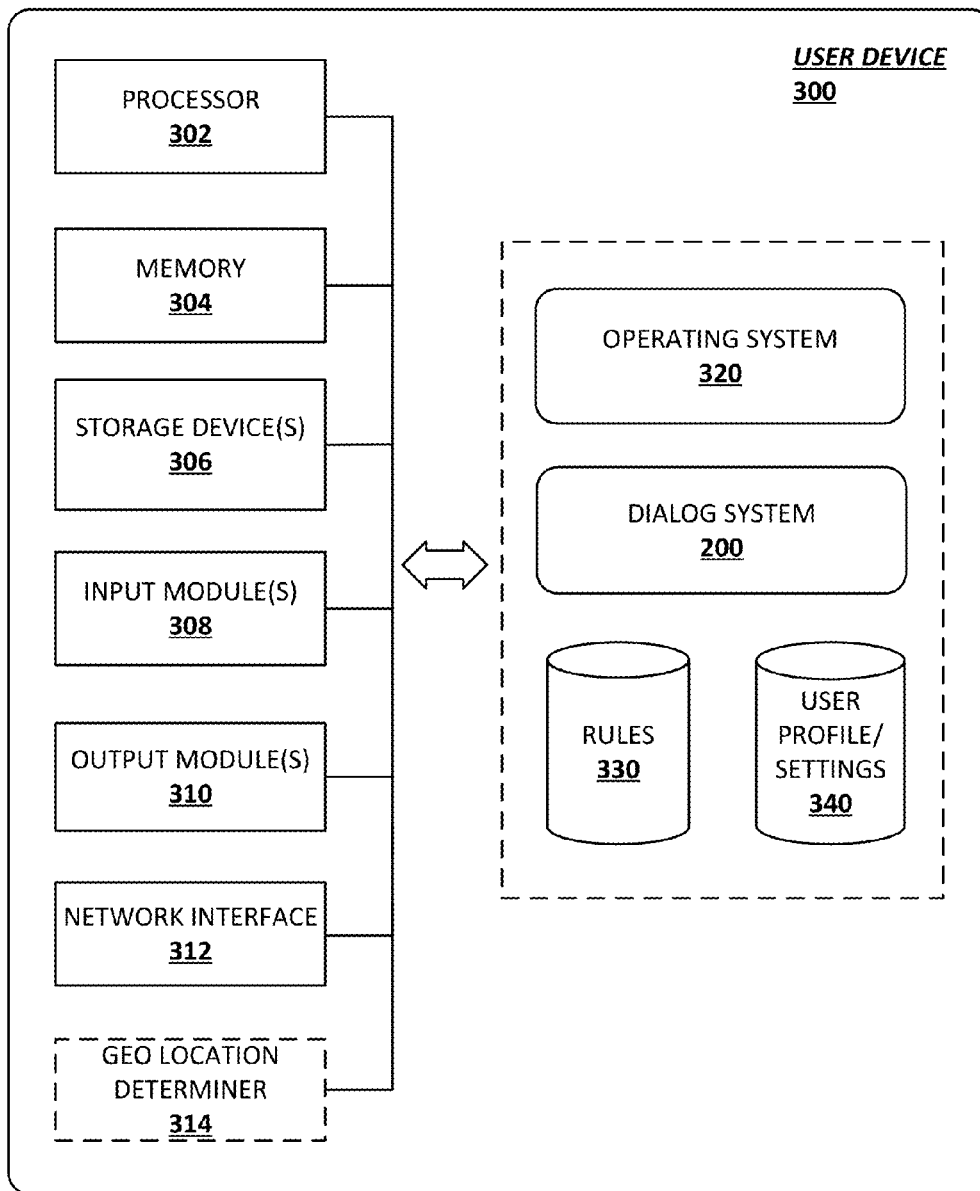 USER DEVICE
300
PROCESSOR
302
MEMORY
304
STORAGE DEVICE(S)
306
INPUT MODULE(S)
308
OUTPUT MODULE(S)
310
NETWORK INTERFACE
312
GEO LOCATION
DETERMINER
314
OPERATING SYSTEM
320
DIALOG SYSTEM
200
RULES
330
USER
PROFILE/
SETTINGS
340